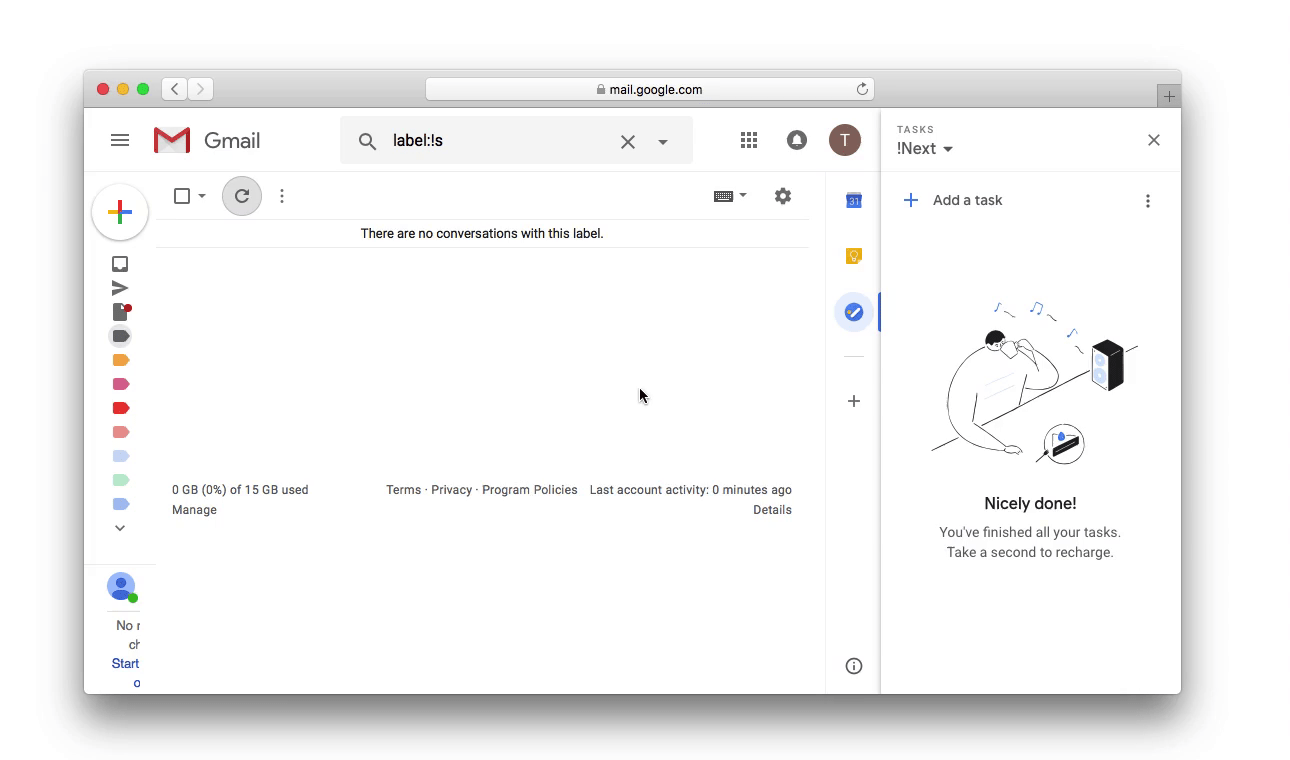 mail.google.com
Gmail
label:!s
T
TASKS
!Next
31
Add a task
There are no conversations with this label.
0 GB (0%) of 15 GB used
Manage
Terms · Privacy · Program Policies
Last account activity: 0 minutes ago
Details
Nicely done!
You've finished all your tasks.
Take a second to recharge.
No
ch
Start
o